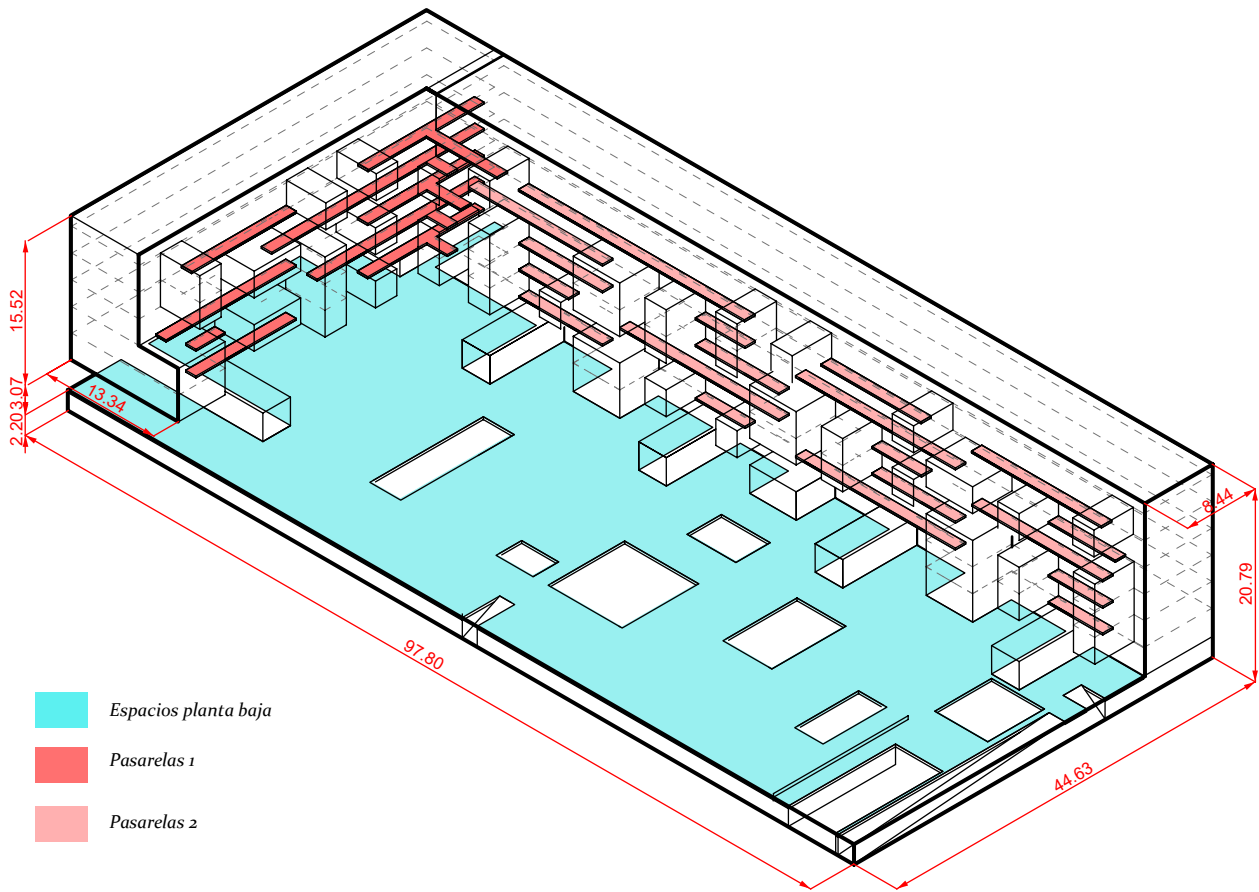 15.52
3.07
2.20
13.34
97.80
8.44
20.79
44.63
Espacios planta baja
Pasarelas 1
Pasarelas 2